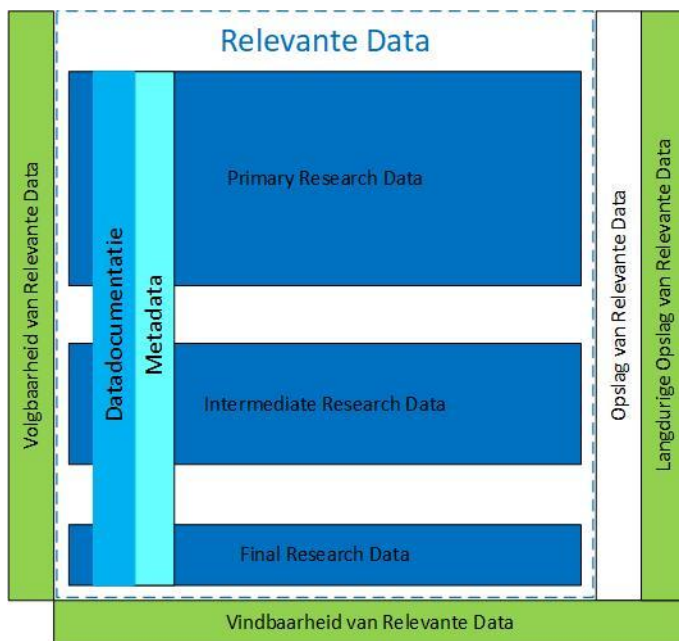 Relevante Data
Volgbaarheid van Relevante Data
Datadocumentatie
Metadata
Primary Research Data
Intermediate Research Data
Final Research Data
Opslag van Relevante Data
Langdurige Opslag van Relevante Data
Vindbaarheid van Relevante Data